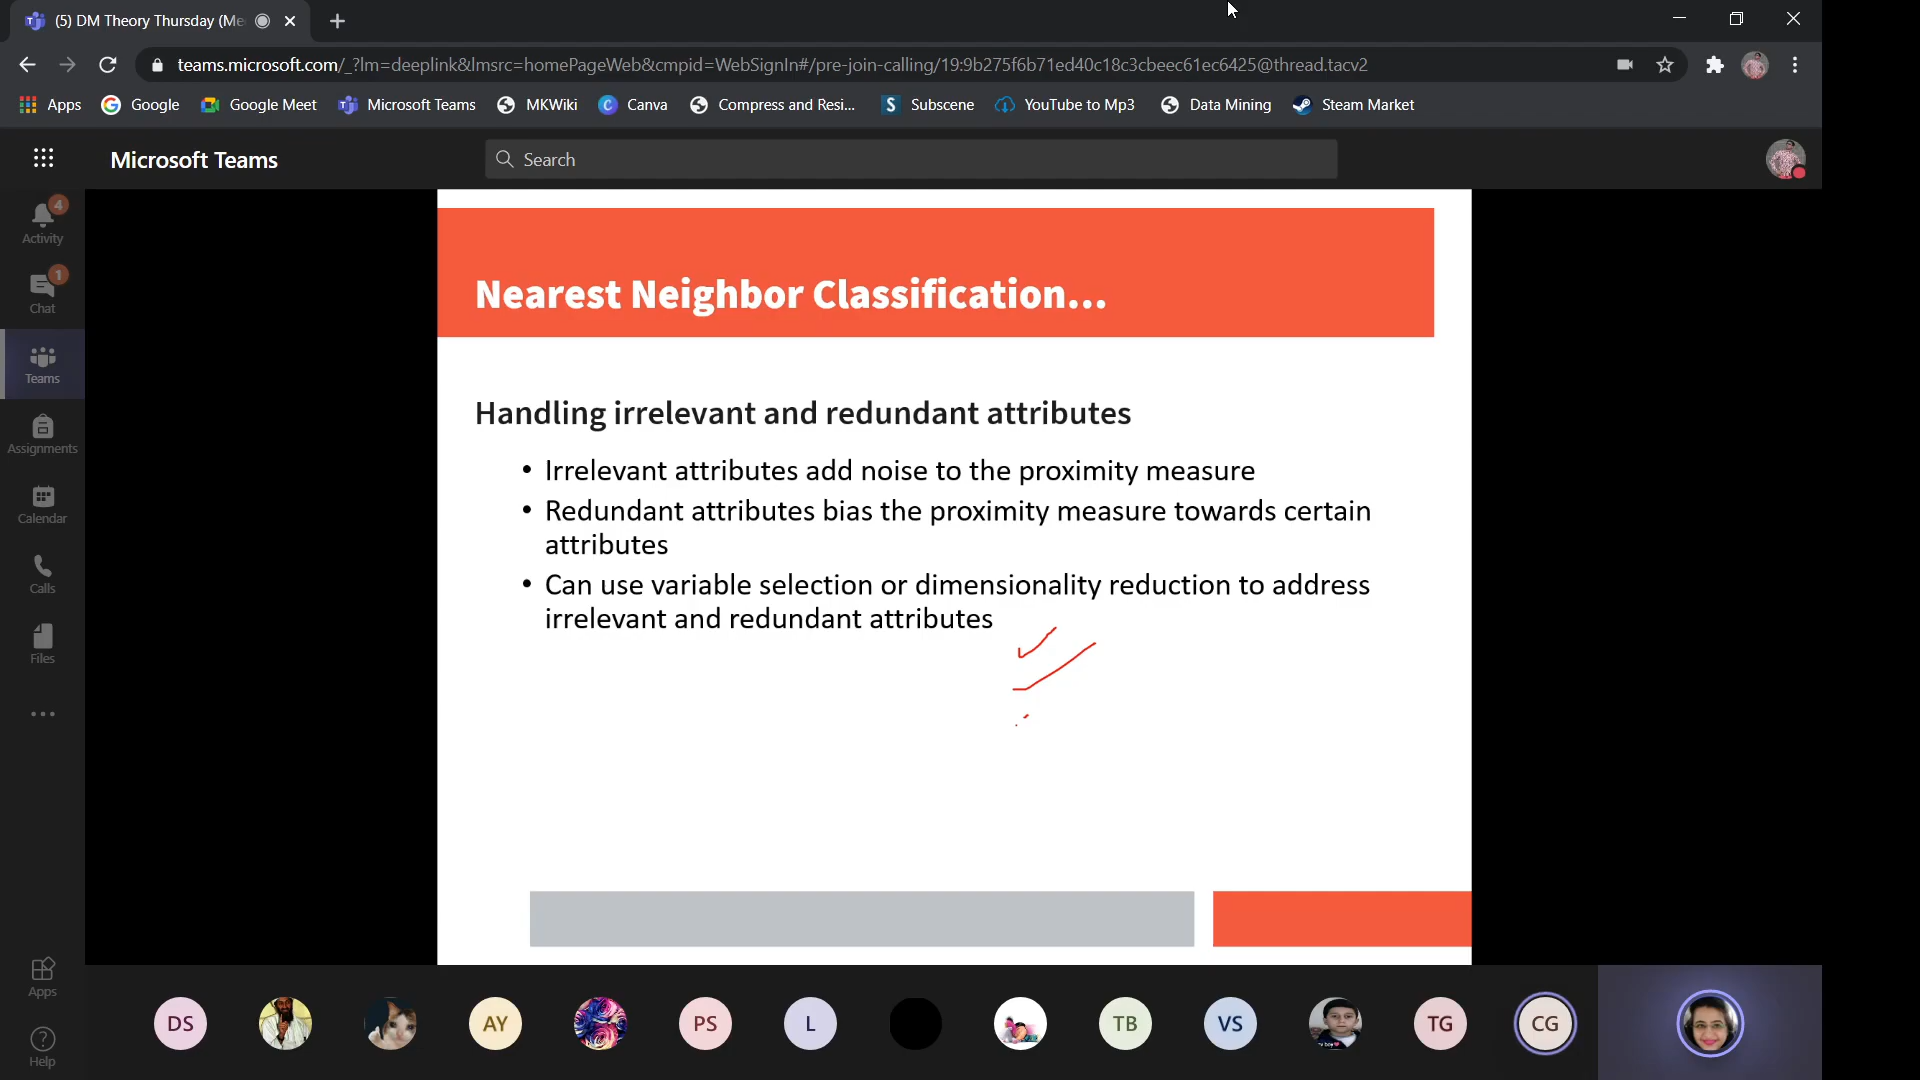 (5) DM Theory Thursday (Me
teams.microsoft.com/_?lm=deeplink&lmsrc=homePageWeb&cmpid=WebSignIn#/pre-join-calling/19:9b275f6b71ed40c18c3cbeec61ec6425@thread.tacv2
Apps Google Google Meet Microsoft Teams MKWiki Canva Compress and Resi... Subscene YouTube to Mp3 Data Mining Steam Market
Microsoft Teams
Search
4
Activity
1
Chat
Teams
Assignments
Calendar
Calls
Files
Apps
Help
Nearest Neighbor Classification...
Handling irrelevant and redundant attributes
• Irrelevant attributes add noise to the proximity measure
• Redundant attributes bias the proximity measure towards certain
attributes
• Can use variable selection or dimensionality reduction to address
irrelevant and redundant attributes
DS AY PS L TB VS TG CG